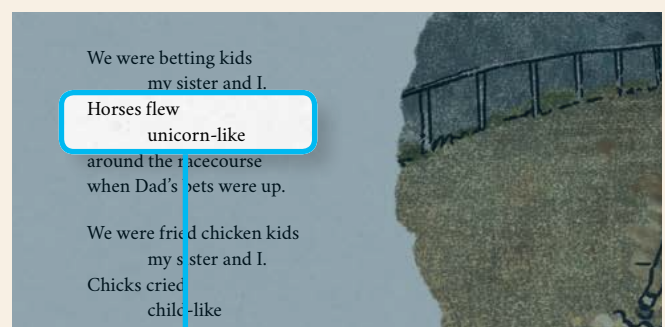 We were betting kids
my sister and I.
Horses flew
unicorn-like
around the racecourse
when Dad's bets were up.
We were fried chicken kids
my sister and I.
Chicks cried
child-like